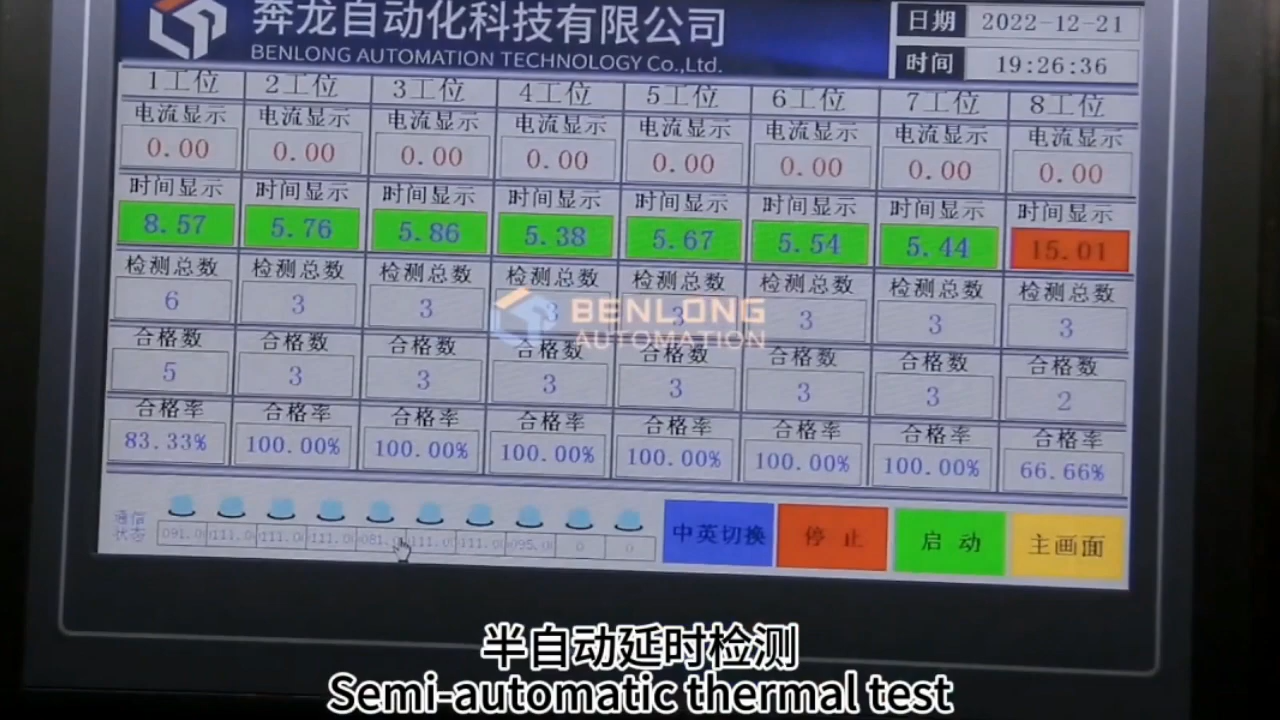 奔龙自动化科技有限公司
BENLONG AUTOMATION TECHNOLOGY Co.,Ltd.
日期 2022-12-21
时间 19:26:36
1工位 2工位 3工位 4工位 5工位 6工位 7工位 8工位
电流显示 电流显示 电流显示 电流显示 电流显示 电流显示 电流显示 电流显示
0.00 0.00 0.00 0.00 0.00 0.00 0.00 0.00
时间显示 时间显示 时间显示 时间显示 时间显示 时间显示 时间显示 时间显示
8.57 5.76 5.86 5.38 5.67 5.54 5.44 15.01
检测总数 检测总数 检测总数 检测总数 检测总数 检测总数 检测总数 检测总数
6 3 3 3 3 3 3 3
BENLONG
AUTOMATION
合格数 合格数 合格数 合格数 合格数 合格数 合格数 合格数
5 3 3 3 3 3 3 2
合格率 合格率 合格率 合格率 合格率 合格率 合格率 合格率
83.33% 100.00% 100.00% 100.00% 100.00% 100.00% 100.00% 66.66%
通信
状态
0 0
中英切换 停止 启动 主画面
半自动延时检测
Semi-automatic thermal test